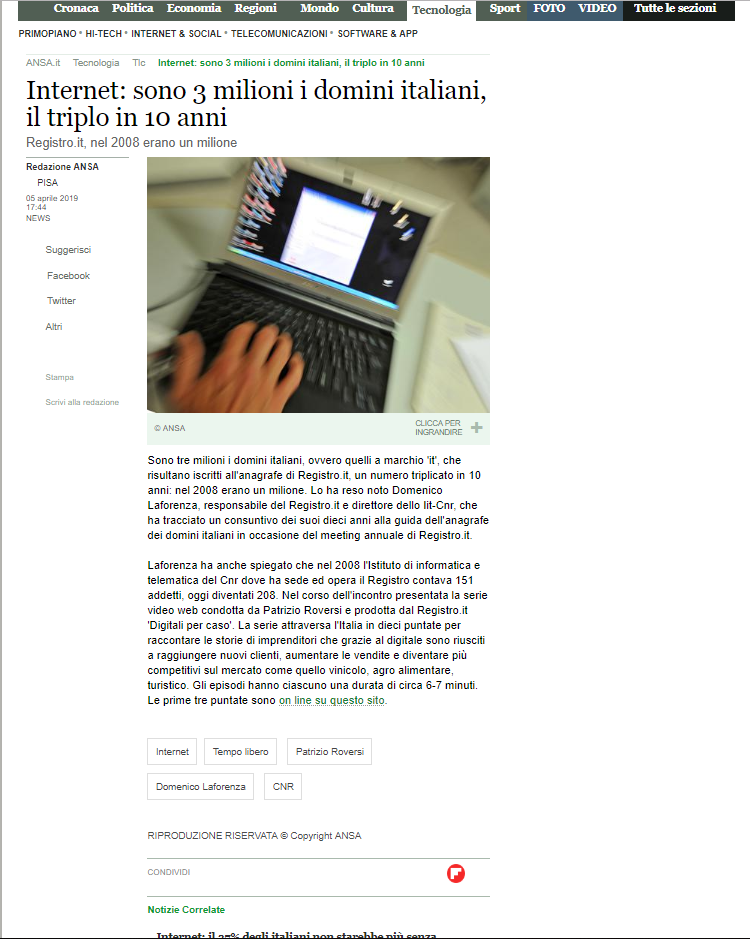 Cronaca Politica Economia Regioni Mondo Cultura Tecnologia Sport FOTO VIDEO Tutte le sezioni
PRIMOPIANO • HI-TECH • INTERNET & SOCIAL • TELECOMUNICAZIONI • SOFTWARE & APP
ANSA.it Tecnologia Tlc Internet: sono 3 milioni i domini italiani, il triplo in 10 anni
Internet: sono 3 milioni i domini italiani,
il triplo in 10 anni
Registro.it, nel 2008 erano un milione
Redazione ANSA
PISA
05 aprile 2019
17:44
NEWS
Suggerisci
Facebook
Twitter
Altri
Stampa
Scrivi alla redazione
© ANSA
CLICCA PER
INGRANDIRE
Sono tre milioni i domini italiani, ovvero quelli a marchio 'it', che
risultano iscritti all'anagrafe di Registro.it, un numero triplicato in 10
anni: nel 2008 erano un milione. Lo ha reso noto Domenico
Laforenza, responsabile del Registro.it e direttore dello Iit-Cnr, che
ha tracciato un consuntivo dei suoi dieci anni alla guida dell'anagrafe
dei domini italiani in occasione del meeting annuale di Registro.it.
Laforenza ha anche spiegato che nel 2008 l'Istituto di informatica e
telematica del Cnr dove ha sede ed opera il Registro contava 151
addetti, oggi diventati 208. Nel corso dell'incontro presentata la serie
video web condotta da Patrizio Roversi e prodotta dal Registro.it
'Digitali per caso'. La serie attraversa l'Italia in dieci puntate per
raccontare le storie di imprenditori che grazie al digitale sono riusciti
a raggiungere nuovi clienti, aumentare le vendite e diventare più
competitivi sul mercato come quello vinicolo, agro alimentare,
turistico. Gli episodi hanno ciascuno una durata di circa 6-7 minuti.
Le prime tre puntate sono on line su questo sito.
Internet Tempo libero Patrizio Roversi
Domenico Laforenza CNR
RIPRODUZIONE RISERVATA © Copyright ANSA
CONDIVIDI
Notizie Correlate
Internet: il 37% degli italiani non starebbe più senza